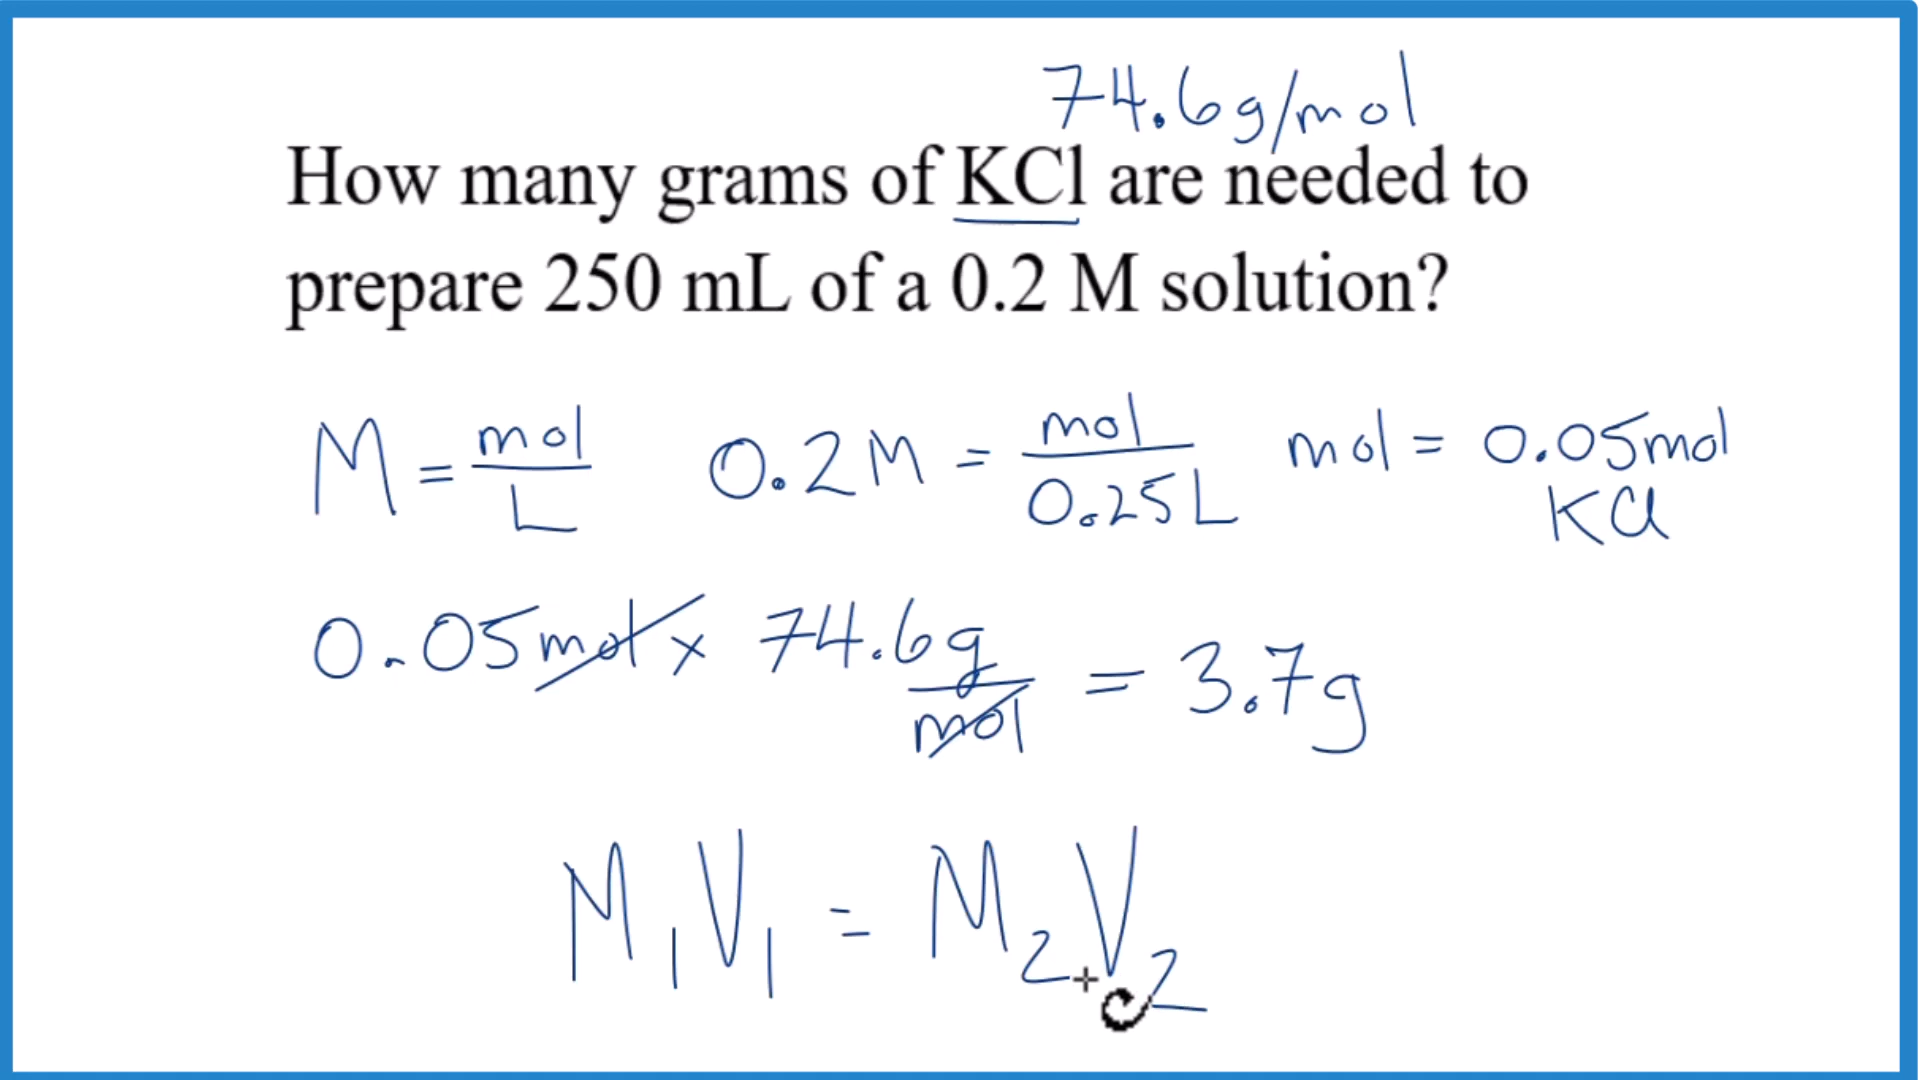 74.6g/mol
How many grams of KCl are needed to
prepare 250 mL of a 0.2 M solution?
M = mol/L 0.2M = mol/0.25L mol = 0.05mol
KCl
0.05mol x 74.6g/mol = 3.7g
M₁V₁ = M₂V₂